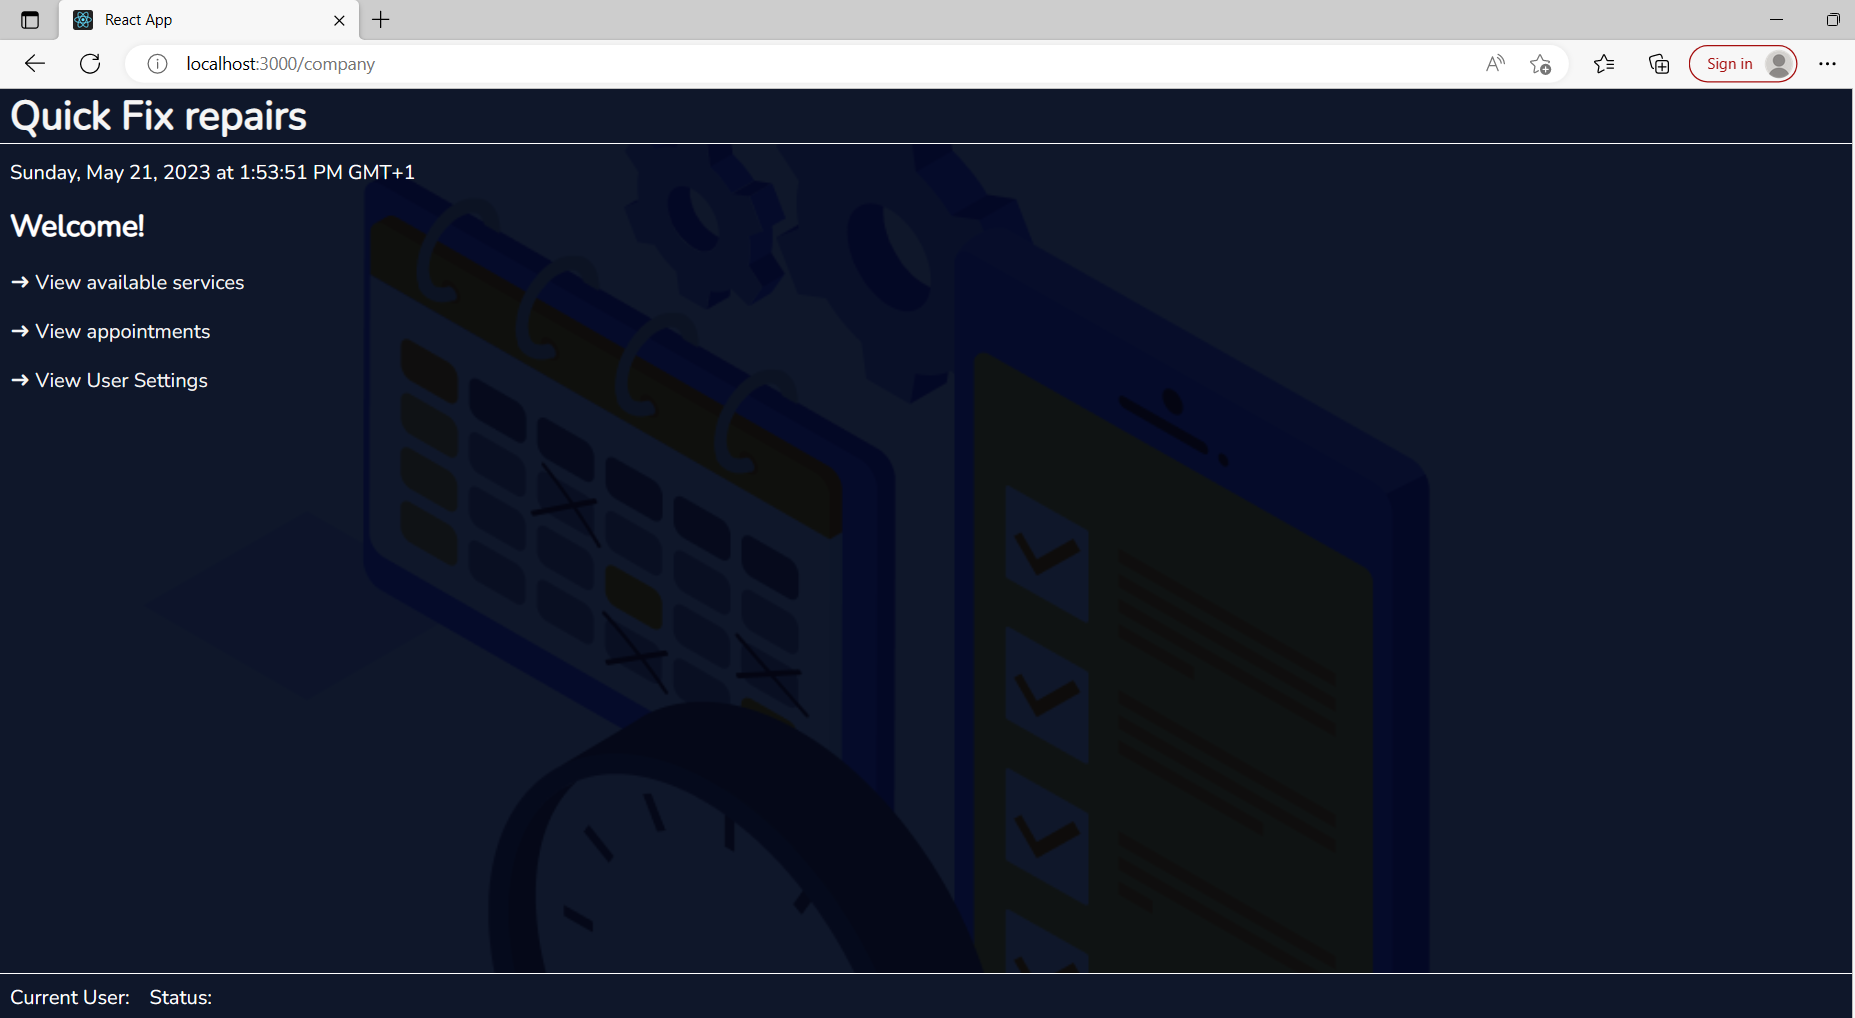 React App
localhost:3000/company
Sign in
Quick Fix repairs
Sunday, May 21, 2023 at 1:53:51 PM GMT+1
Welcome!
➜ View available services
➜ View appointments
➜ View User Settings
Current User: Status: